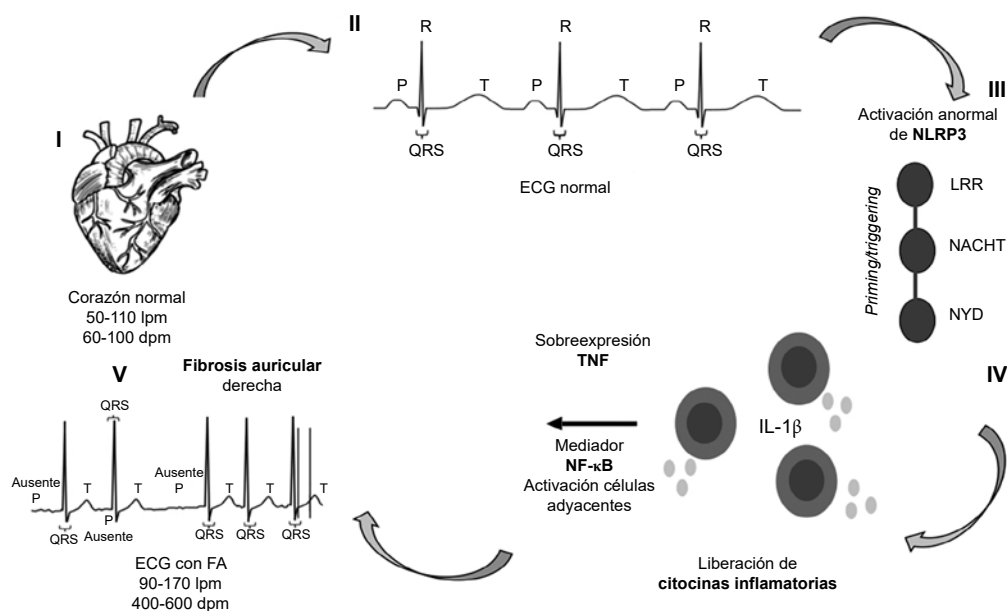 I
Corazón normal
50-110 lpm
60-100 dpm
II
R R R
P T P T P T
QRS QRS QRS
ECG normal
III
Activación anormal
de NLRP3
Priming/triggering
LRR
NACHT
NYD
IV
IL-1β
Liberación de
citocinas inflamatorias
Sobreexpresión
TNF
Mediador
NF-κB
Activación células
adyacentes
V
Fibrosis auricular
derecha
QRS
Ausente
P
T
P
Ausente
T
Ausente
P
T T T
QRS QRS QRS QRS
ECG con FA
90-170 lpm
400-600 dpm